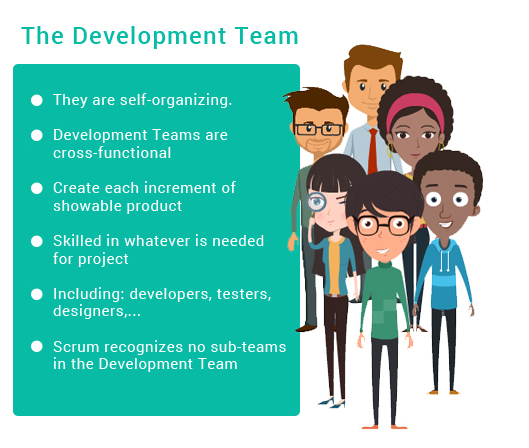 The Development Team
They are self-organizing.
Development Teams are
cross-functional
Create each increment of
showable product
Skilled in whatever is needed
for project
Including: developers, testers,
designers,...
Scrum recognizes no sub-teams
in the Development Team